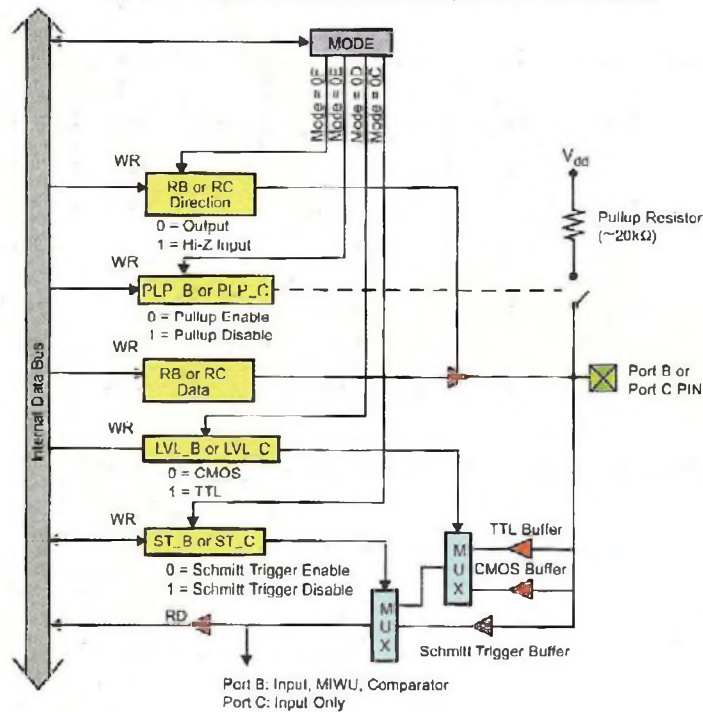 MODE
Mode = 0F
Mode = 0E
Mode = 0D
Mode = 0C
WR
RB or RC
Direction
0 = Output
1 = Hi-Z Input
Vdd
Pullup Resistor
(~20kΩ)
WR
PLP_B or PLP_C
0 = Pullup Enable
1 = Pullup Disable
WR
RB or RC
Data
Port B or
Port C PIN
Internal Data Bus
WR
LVL_B or LVL_C
0 = CMOS
1 = TTL
WR
ST_B or ST_C
0 = Schmitt Trigger Enable
1 = Schmitt Trigger Disable
MUX
TTL Buffer
CMOS Buffer
MUX
Schmitt Trigger Buffer
RD
Port B: Input, MIWU, Comparator
Port C: Input Only